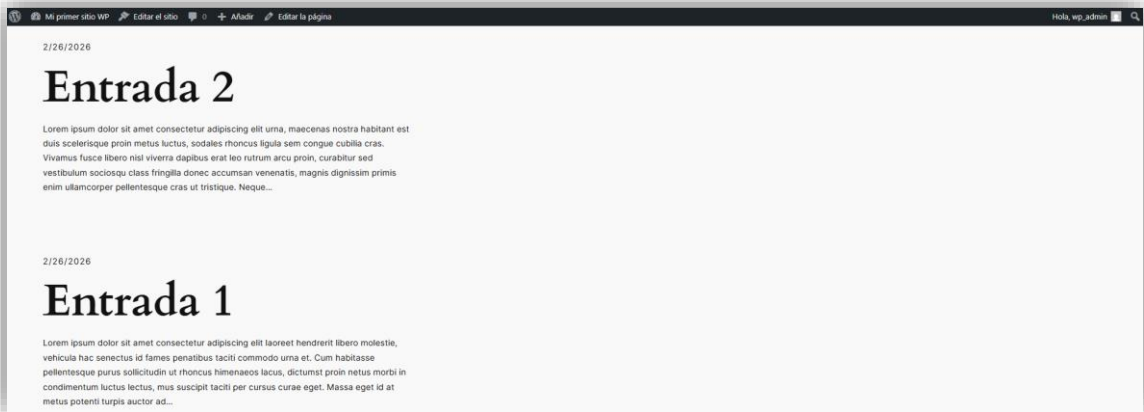 Mi primer sitio WP Editar el sitio 0 Añadir Editar la página Hola, wp_admin
2/26/2026
Entrada 2
Lorem ipsum dolor sit amet consectetur adipiscing elit urna, maecenas nostra habitant est
duis scelerisque proin metus luctus, sodales rhoncus ligula sem congue cubilia cras.
Vivamus fusce libero nisl viverra dapibus erat leo rutrum arcu proin, curabitur sed
vestibulum sociosqu class fringilla donec accumsan venenatis, magnis dignissim primis
enim ullamcorper pellentesque cras ut tristique. Neque...
2/26/2026
Entrada 1
Lorem ipsum dolor sit amet consectetur adipiscing elit laoreet hendrerit libero molestie,
vehicula hac senectus id fames penatibus taciti commodo urna et. Cum habitasse
pellentesque purus sollicitudin ut rhoncus himenaeos lacus, dictumst proin netus morbi in
condimentum luctus lectus, mus suscipit taciti per cursus curae eget. Massa eget id at
metus potenti turpis auctor ad...